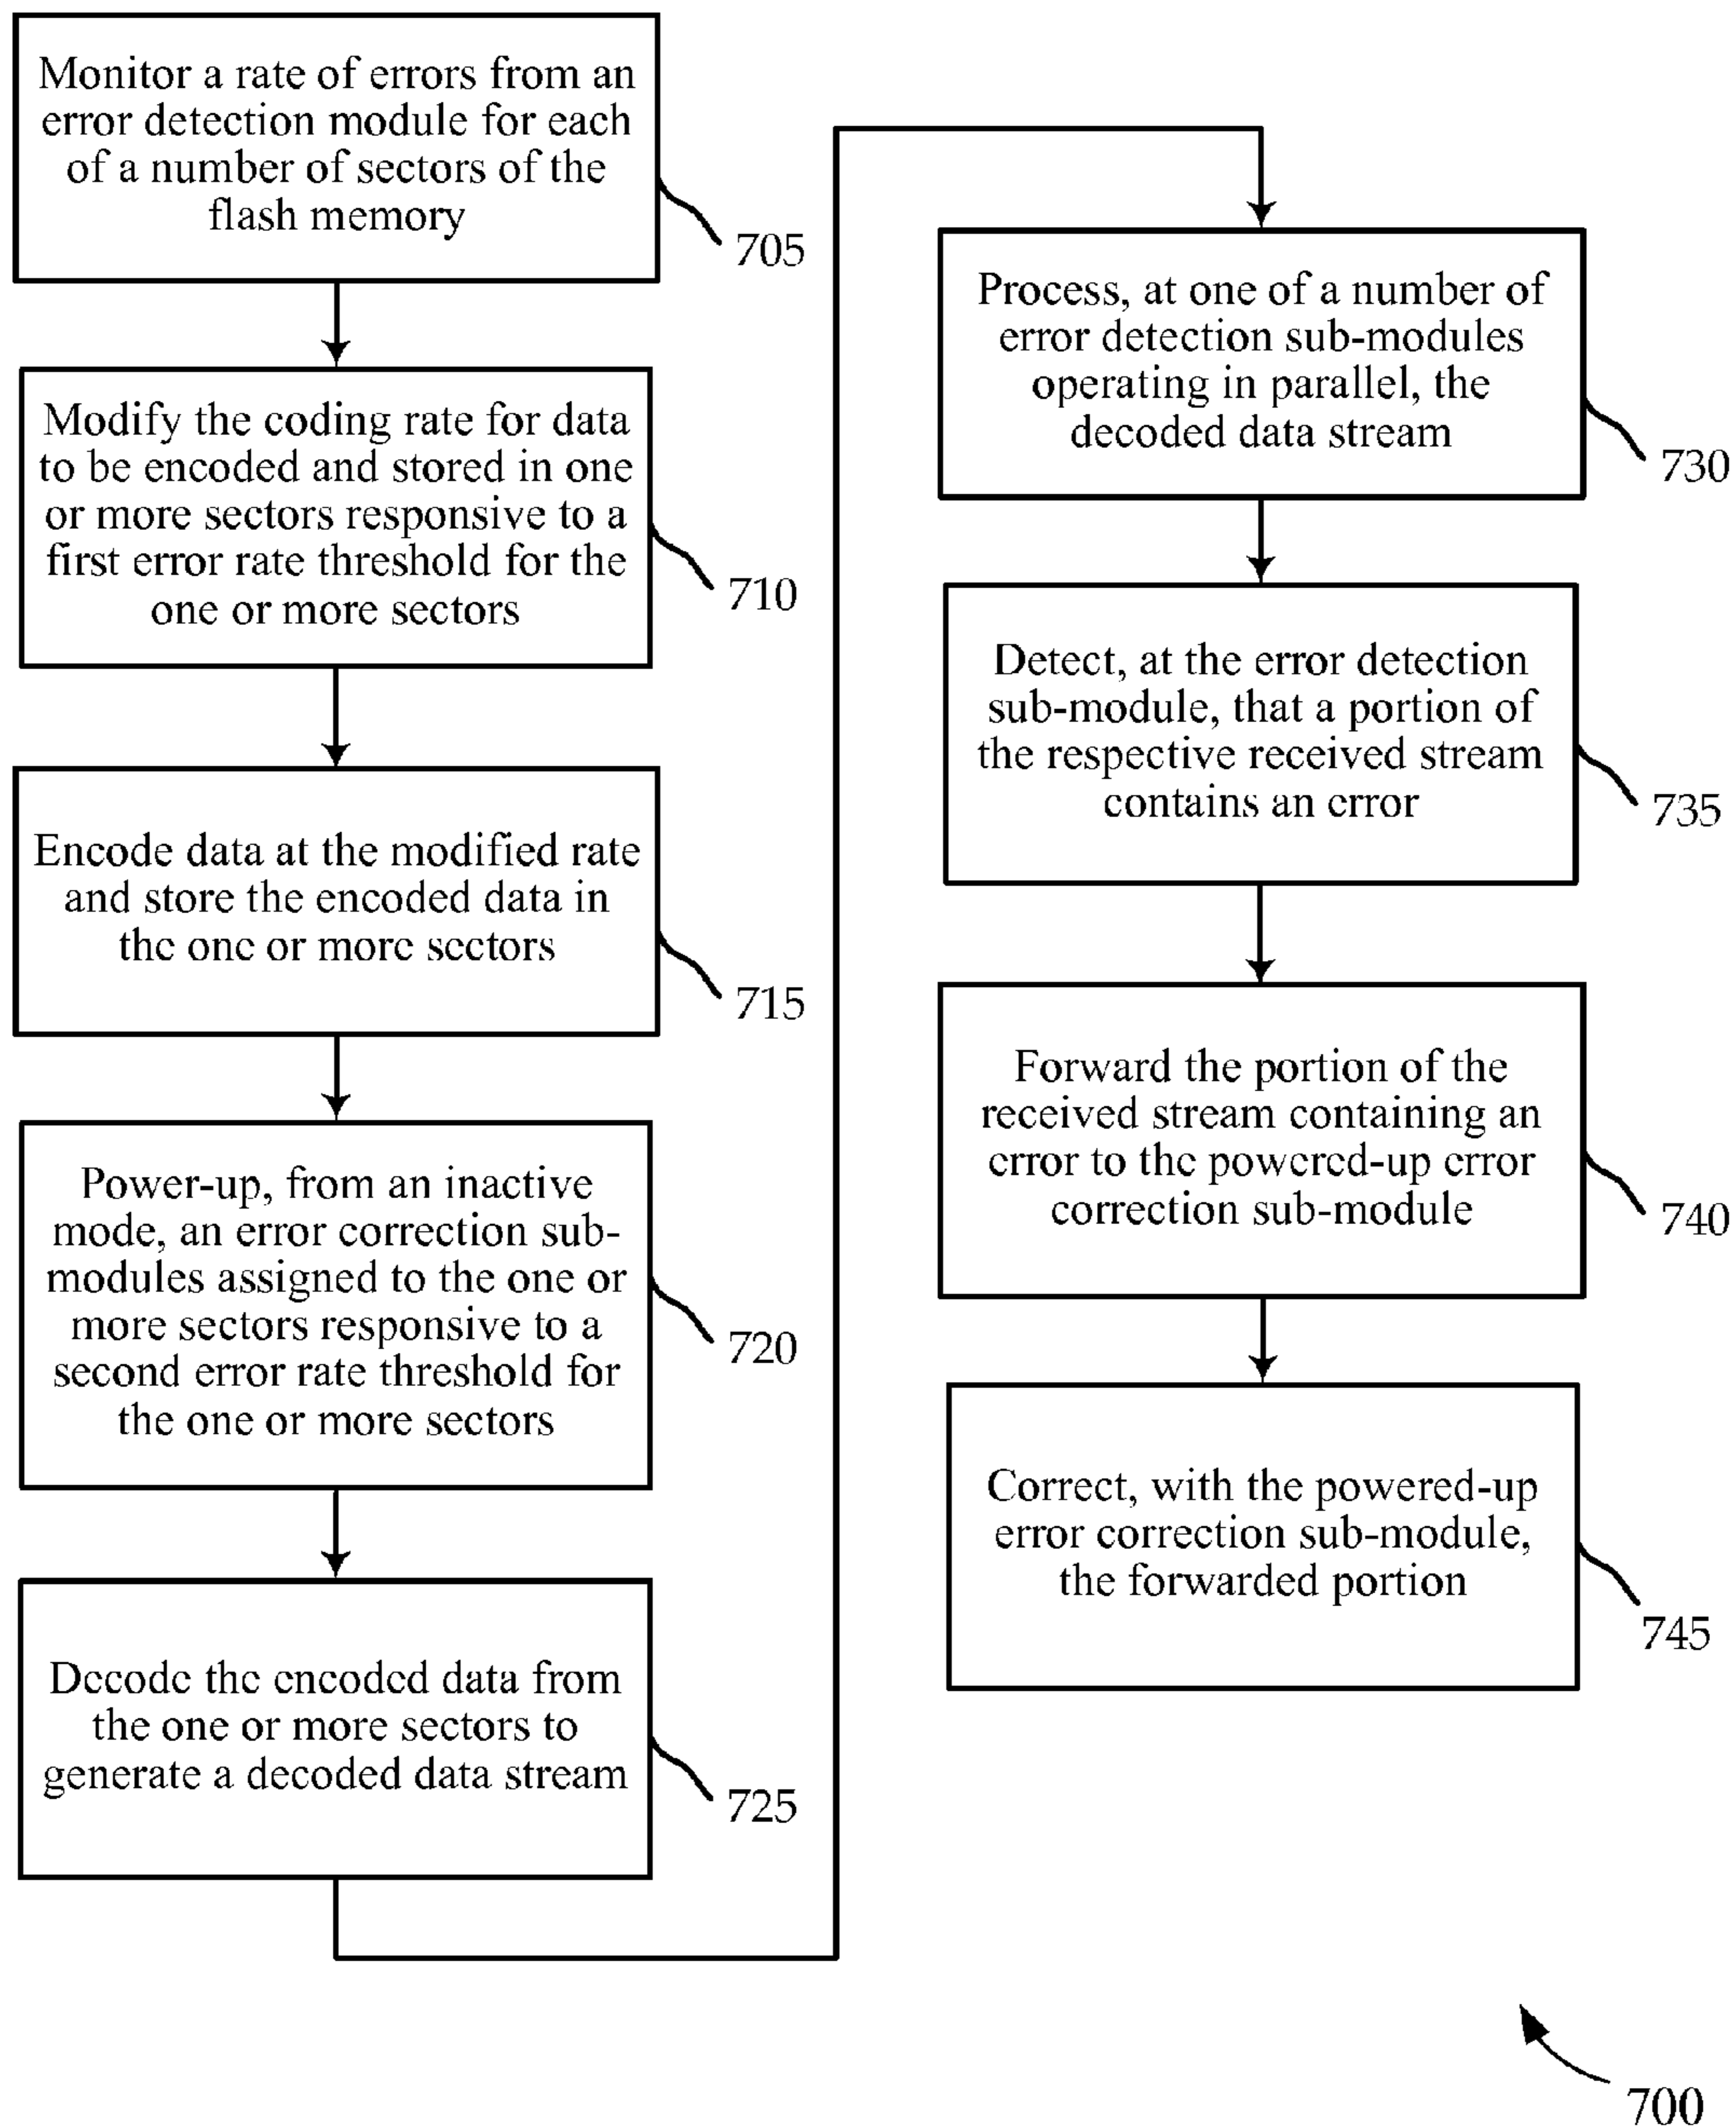 Monitor a rate of errors from an
error detection module for each
of a number of sectors of the
flash memory
705
Modify the coding rate for data
to be encoded and stored in one
or more sectors responsive to a
first error rate threshold for the
one or more sectors
710
Encode data at the modified rate
and store the encoded data in
the one or more sectors
715
Power-up, from an inactive
mode, an error correction sub-
modules assigned to the one or
more sectors responsive to a
second error rate threshold for
the one or more sectors
720
Decode the encoded data from
the one or more sectors to
generate a decoded data stream
725
Process, at one of a number of
error detection sub-modules
operating in parallel, the
decoded data stream
730
Detect, at the error detection
sub-module, that a portion of
the respective received stream
contains an error
735
Forward the portion of the
received stream containing an
error to the powered-up error
correction sub-module
740
Correct, with the powered-up
error correction sub-module,
the forwarded portion
745
700